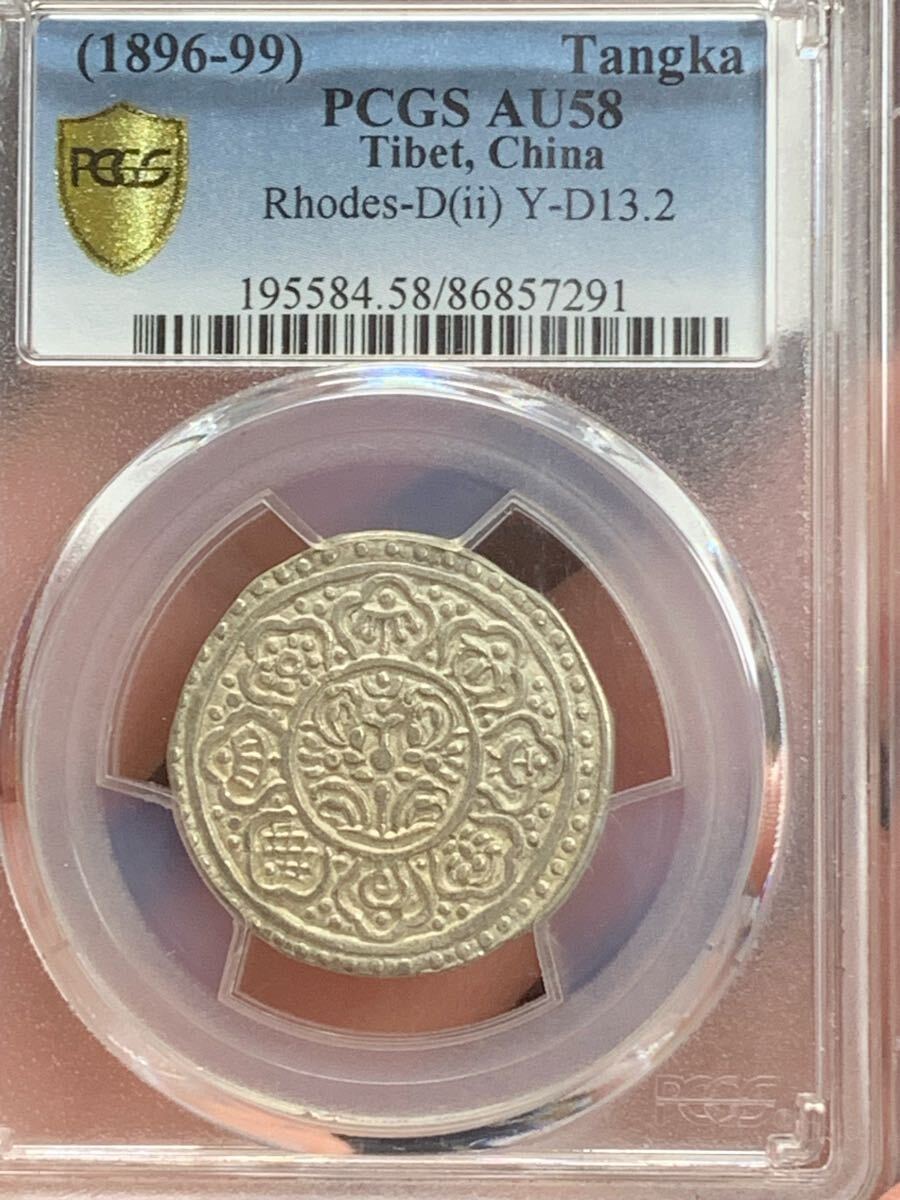 (1896-99) Tangka
PCGS AU58
Tibet, China
Rhodes-D(ii) Y-D13.2
195584.58/86857291
PCGS
PCGS